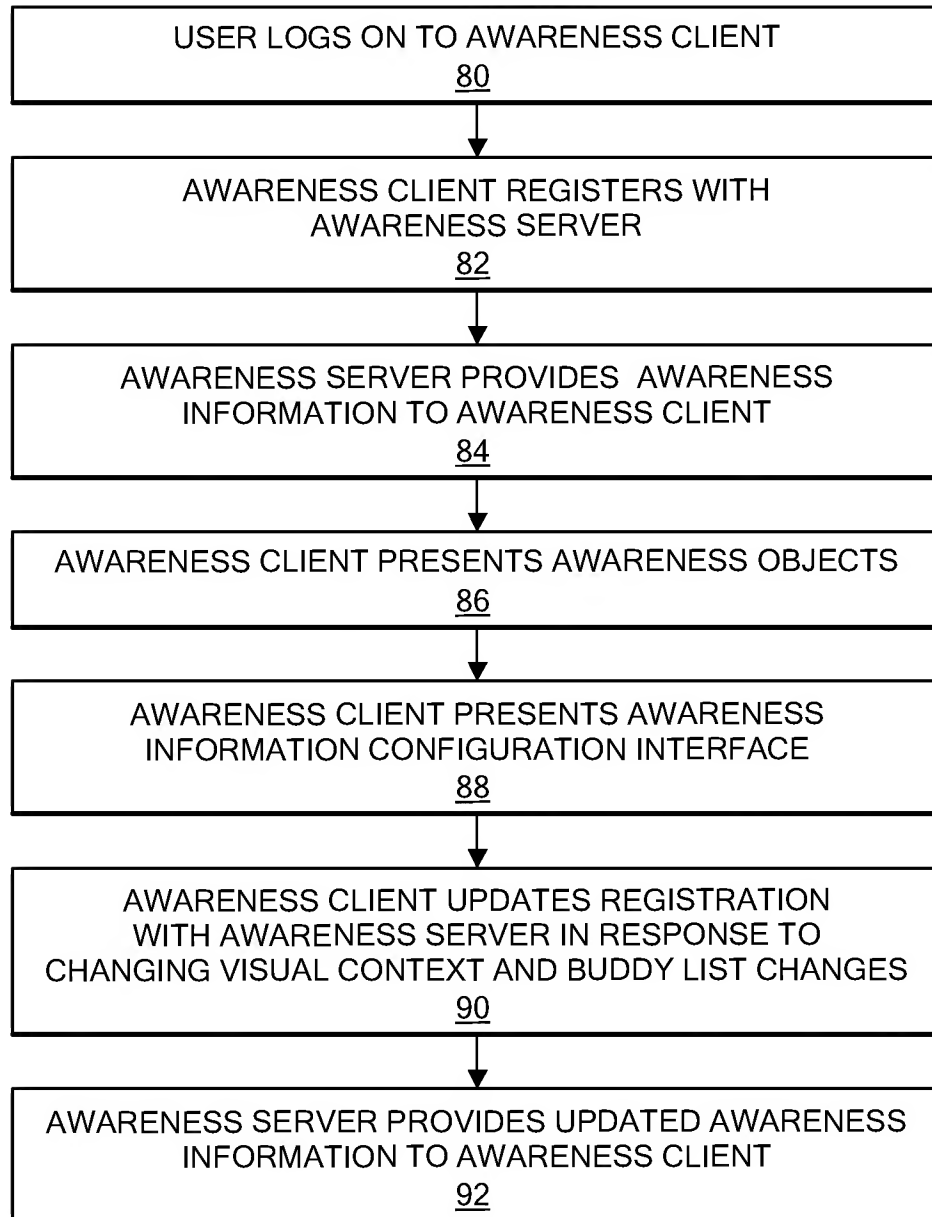 USER LOGS ON TO AWARENESS CLIENT
80
AWARENESS CLIENT REGISTERS WITH
AWARENESS SERVER
82
AWARENESS SERVER PROVIDES AWARENESS
INFORMATION TO AWARENESS CLIENT
84
AWARENESS CLIENT PRESENTS AWARENESS OBJECTS
86
AWARENESS CLIENT PRESENTS AWARENESS
INFORMATION CONFIGURATION INTERFACE
88
AWARENESS CLIENT UPDATES REGISTRATION
WITH AWARENESS SERVER IN RESPONSE TO
CHANGING VISUAL CONTEXT AND BUDDY LIST CHANGES
90
AWARENESS SERVER PROVIDES UPDATED AWARENESS
INFORMATION TO AWARENESS CLIENT
92